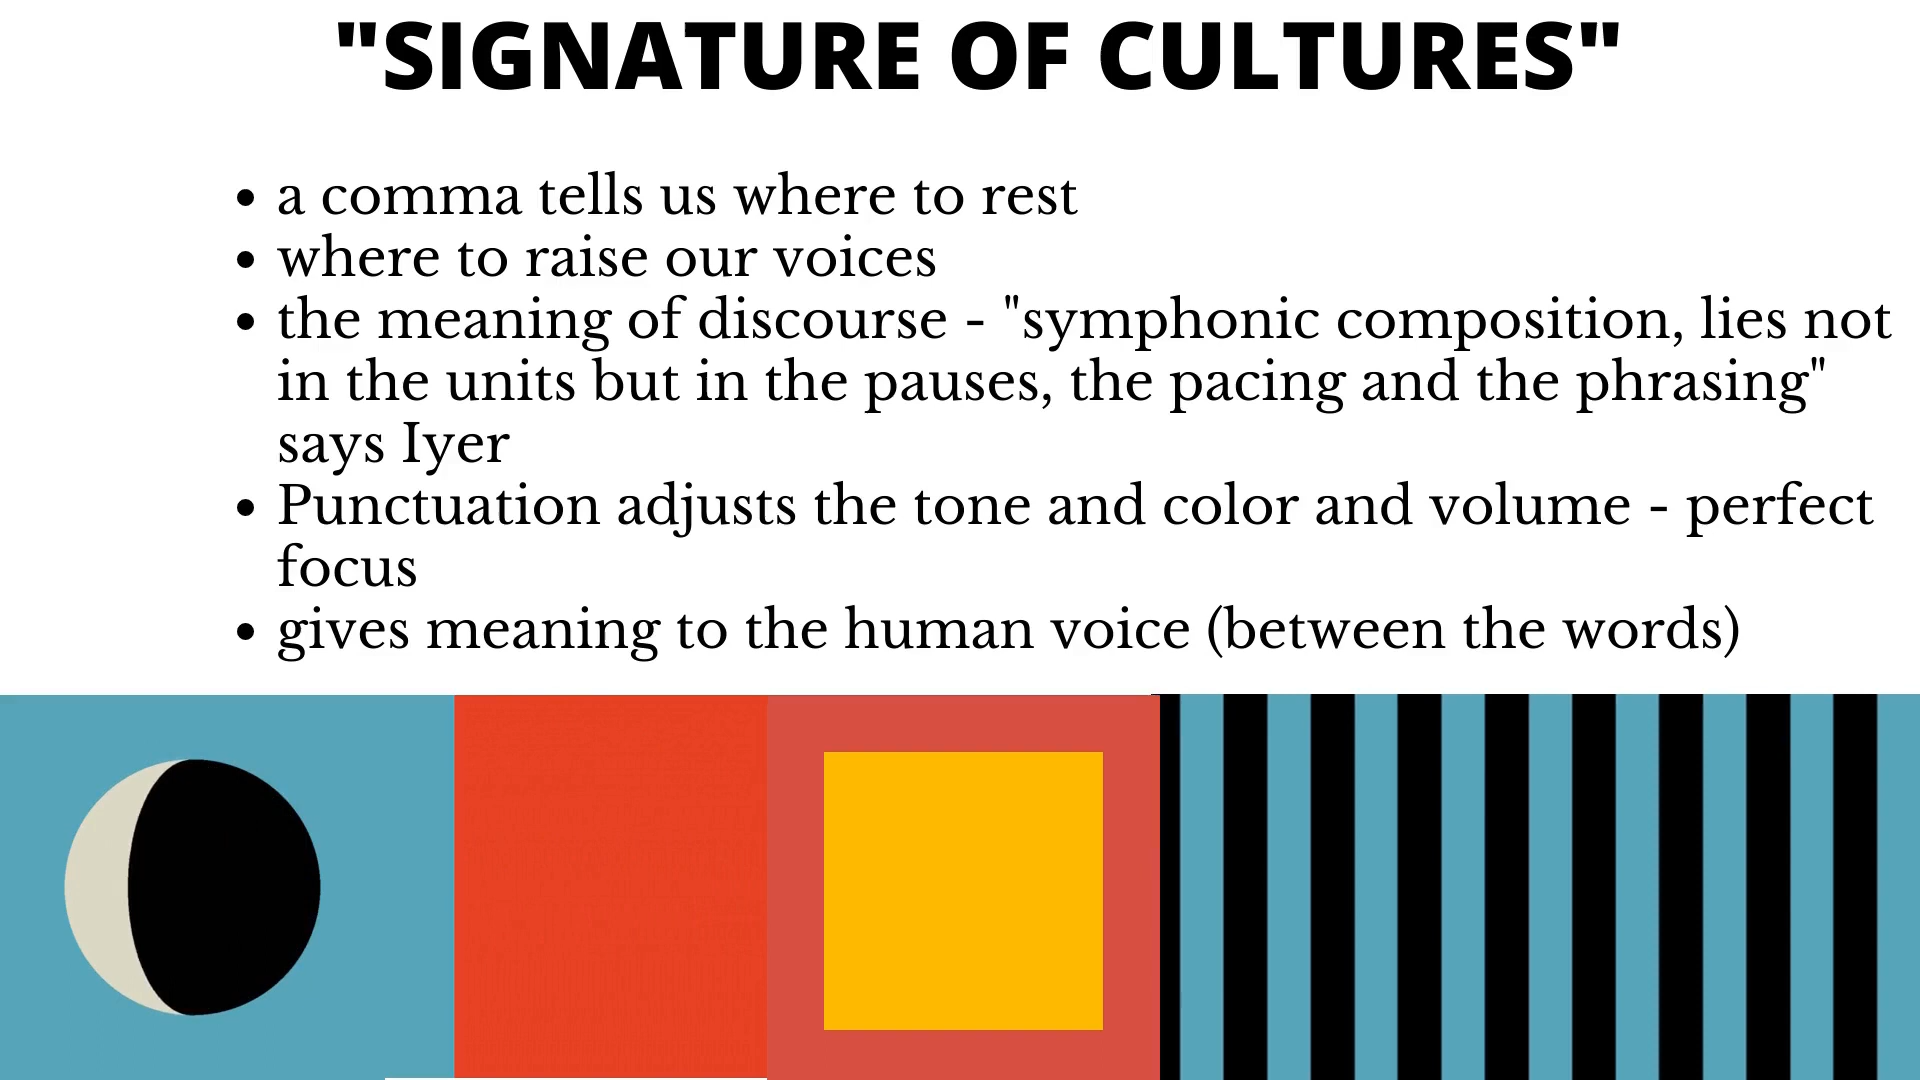 "SIGNATURE OF CULTURES"
• a comma tells us where to rest
• where to raise our voices
• the meaning of discourse - "symphonic composition, lies not
in the units but in the pauses, the pacing and the phrasing"
says Iyer
• Punctuation adjusts the tone and color and volume - perfect
focus
• gives meaning to the human voice (between the words)